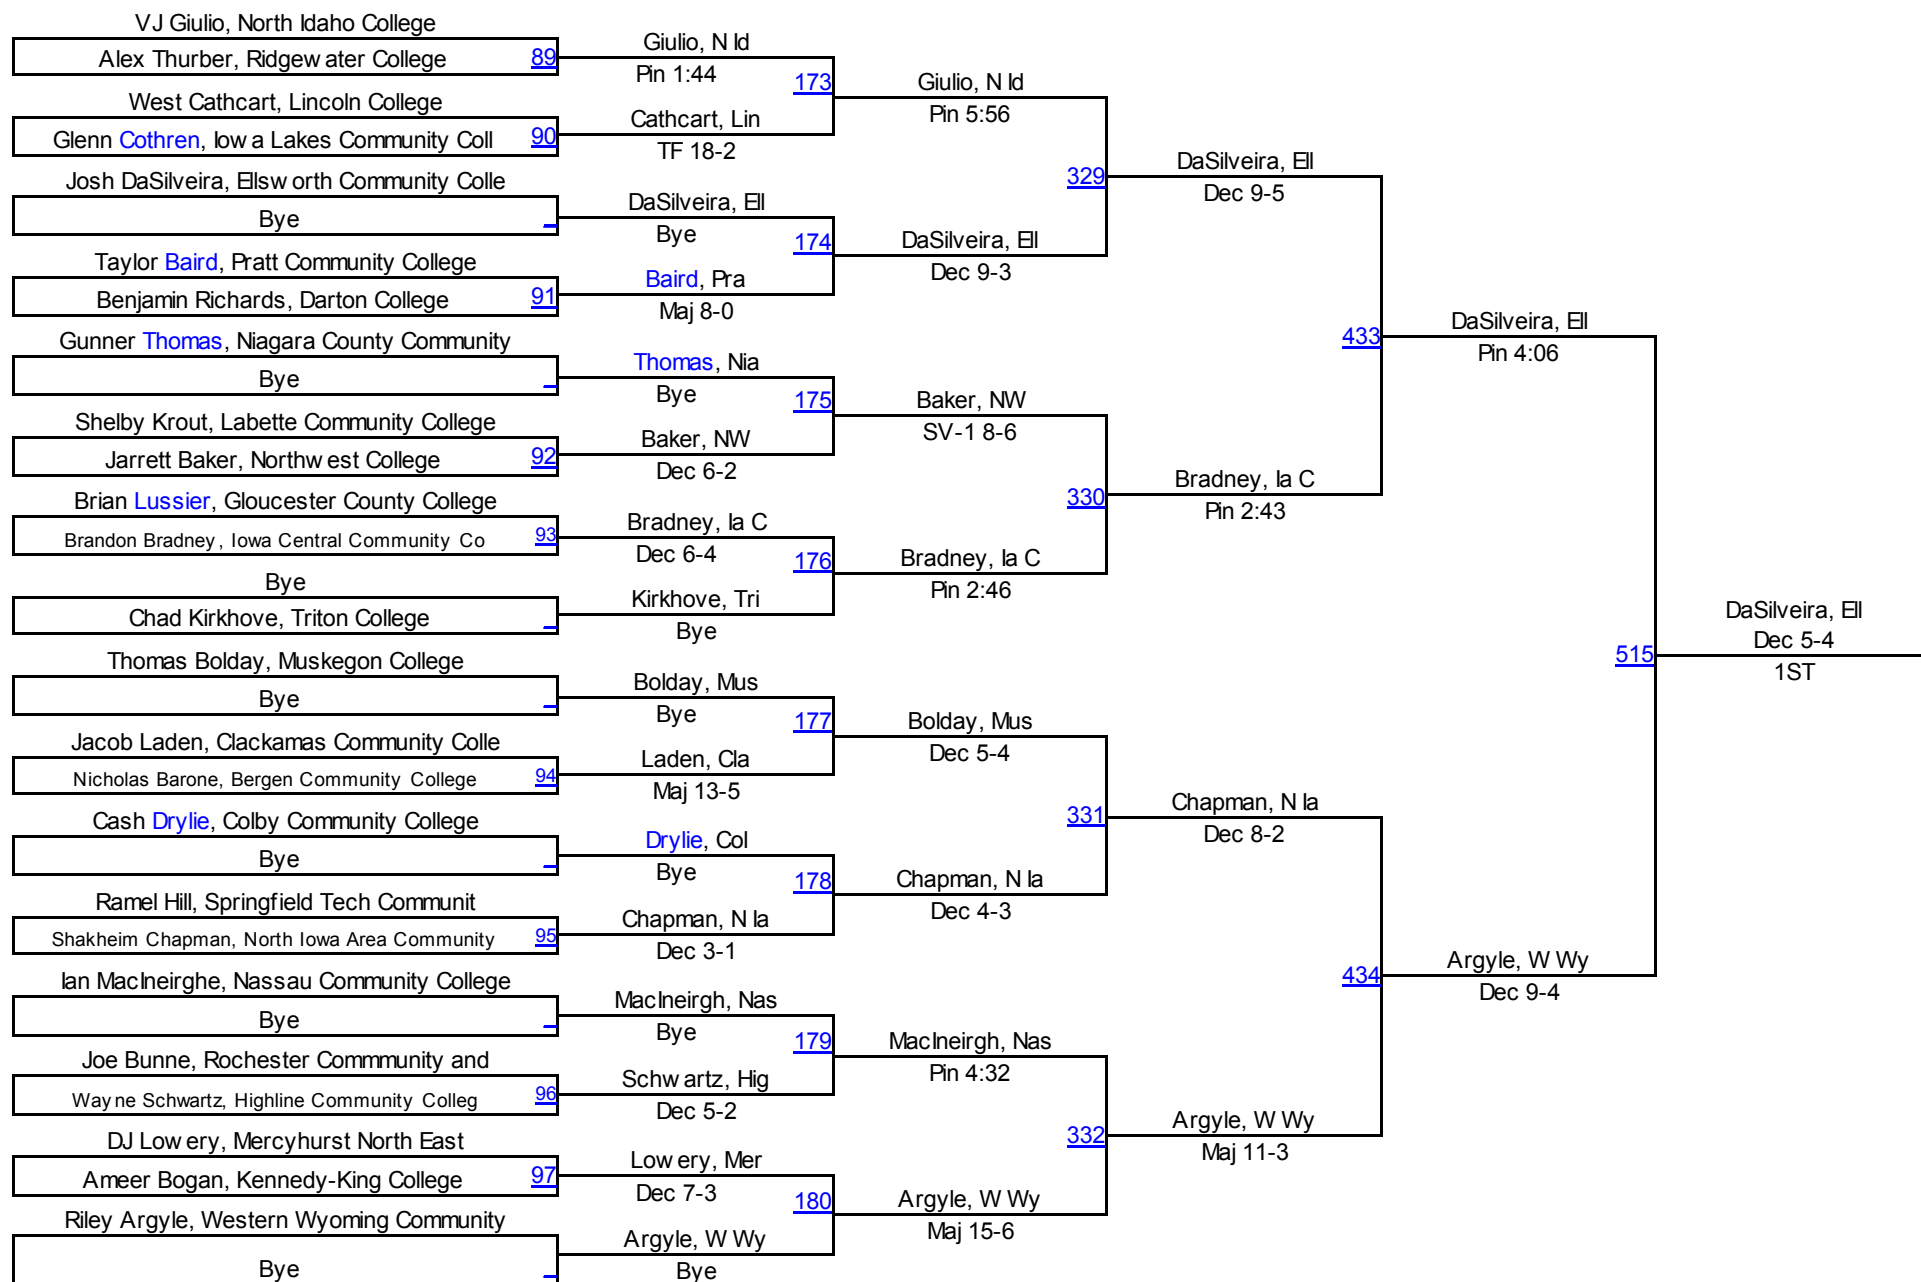 VJ Giulio, North Idaho College
Alex Thurber, Ridgewater College 89
West Cathcart, Lincoln College
Glenn Cothren, Iowa Lakes Community Coll 90
Josh DaSilveira, Ellsworth Community Colle
Bye
Taylor Baird, Pratt Community College
Benjamin Richards, Darton College 91
Gunner Thomas, Niagara County Community
Bye
Shelby Krout, Labette Community College
Jarrett Baker, Northwest College 92
Brian Lussier, Gloucester County College
Brandon Bradney, Iowa Central Community Co 93
Bye
Chad Kirkhove, Triton College
Thomas Bolday, Muskegon College
Bye
Jacob Laden, Clackamas Community Colle
Nicholas Barone, Bergen Community College 94
Cash Drylie, Colby Community College
Bye
Ramel Hill, Springfield Tech Communit
Shakheim Chapman, North Iowa Area Community 95
Ian MacIneirghe, Nassau Community College
Bye
Joe Bunne, Rochester Commmunity and
Wayne Schwartz, Highline Community Colleg 96
DJ Lowery, Mercyhurst North East
Ameer Bogan, Kennedy-King College 97
Riley Argyle, Western Wyoming Community
Bye
Giulio, N Id
Pin 1:44
173
Cathcart, Lin
TF 18-2
DaSilveira, Ell
Bye
174
Baird, Pra
Maj 8-0
Thomas, Nia
Bye
175
Baker, NW
Dec 6-2
Bradney, Ia C
Dec 6-4
176
Kirkhove, Tri
Bye
Bolday, Mus
Bye
177
Laden, Cla
Maj 13-5
Drylie, Col
Bye
178
Chapman, N Ia
Dec 3-1
MacIneirgh, Nas
Bye
179
Schwartz, Hig
Dec 5-2
Lowery, Mer
Dec 7-3
180
Argyle, W Wy
Bye
Giulio, N Id
Pin 5:56
329
DaSilveira, Ell
Dec 9-3
Baker, NW
SV-1 8-6
330
Bradney, Ia C
Pin 2:46
Bolday, Mus
Dec 5-4
331
Chapman, N Ia
Dec 4-3
MacIneirgh, Nas
Pin 4:32
332
Argyle, W Wy
Maj 15-6
DaSilveira, Ell
Dec 9-5
433
Bradney, Ia C
Pin 2:43
Chapman, N Ia
Dec 8-2
434
Argyle, W Wy
Maj 11-3
DaSilveira, Ell
Pin 4:06
515
Argyle, W Wy
Dec 9-4
DaSilveira, Ell
Dec 5-4
1ST